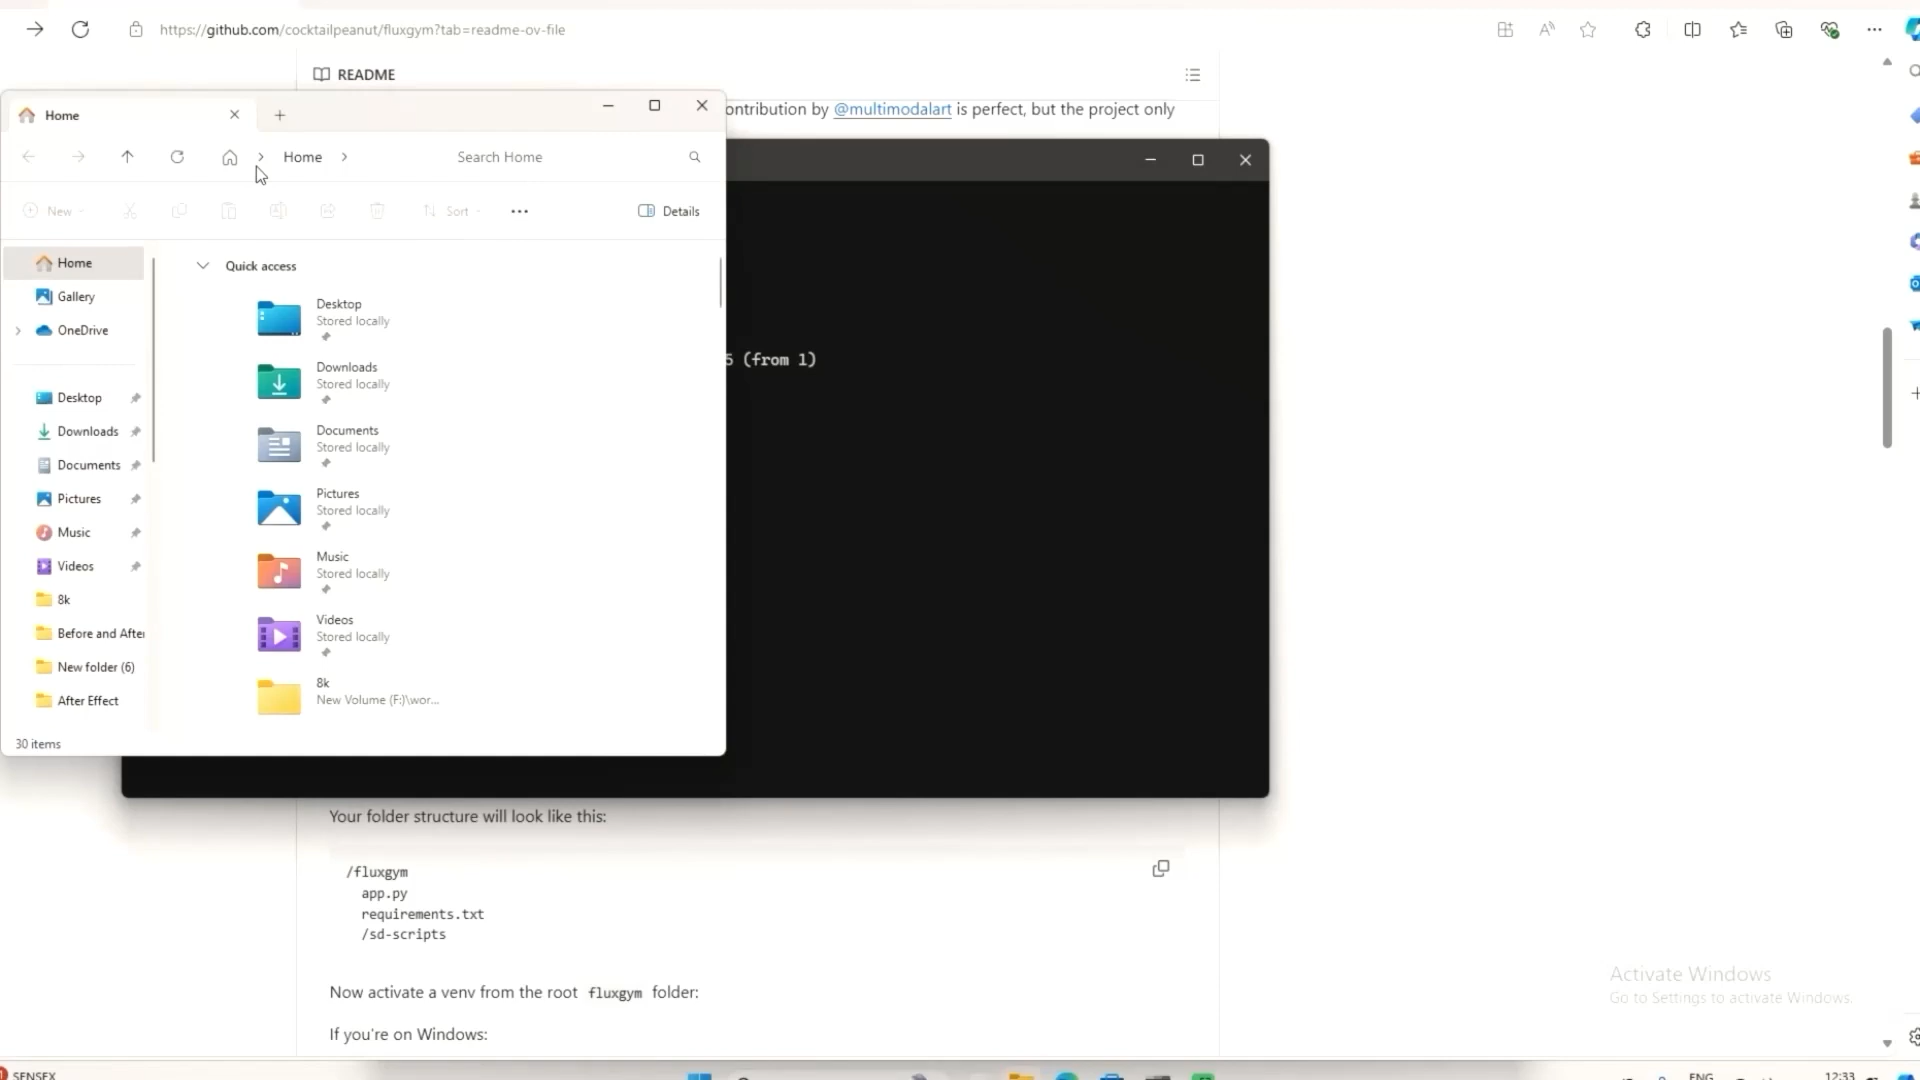 https://github.com/cocktailpeanut/fluxgym?tab=readme-ov-file
README
Home
ontribution by @multimodalart is perfect, but the project only
Home
Search Home
New
Sort
Details
Home
Gallery
OneDrive
Desktop
Downloads
Documents
Pictures
Music
Videos
8k
Before and After
New folder (6)
After Effect
Quick access
Desktop
Stored locally
Downloads
Stored locally
Documents
Stored locally
Pictures
Stored locally
Music
Stored locally
Videos
Stored locally
8k
New Volume (F:)\wor...
30 items
5 (from 1)
Your folder structure will look like this:
/fluxgym
app.py
requirements.txt
/sd-scripts
Now activate a venv from the root fluxgym folder:
If you're on Windows:
Activate Windows
Go to Settings to activate Windows.
SENSEX
ENG
12:33